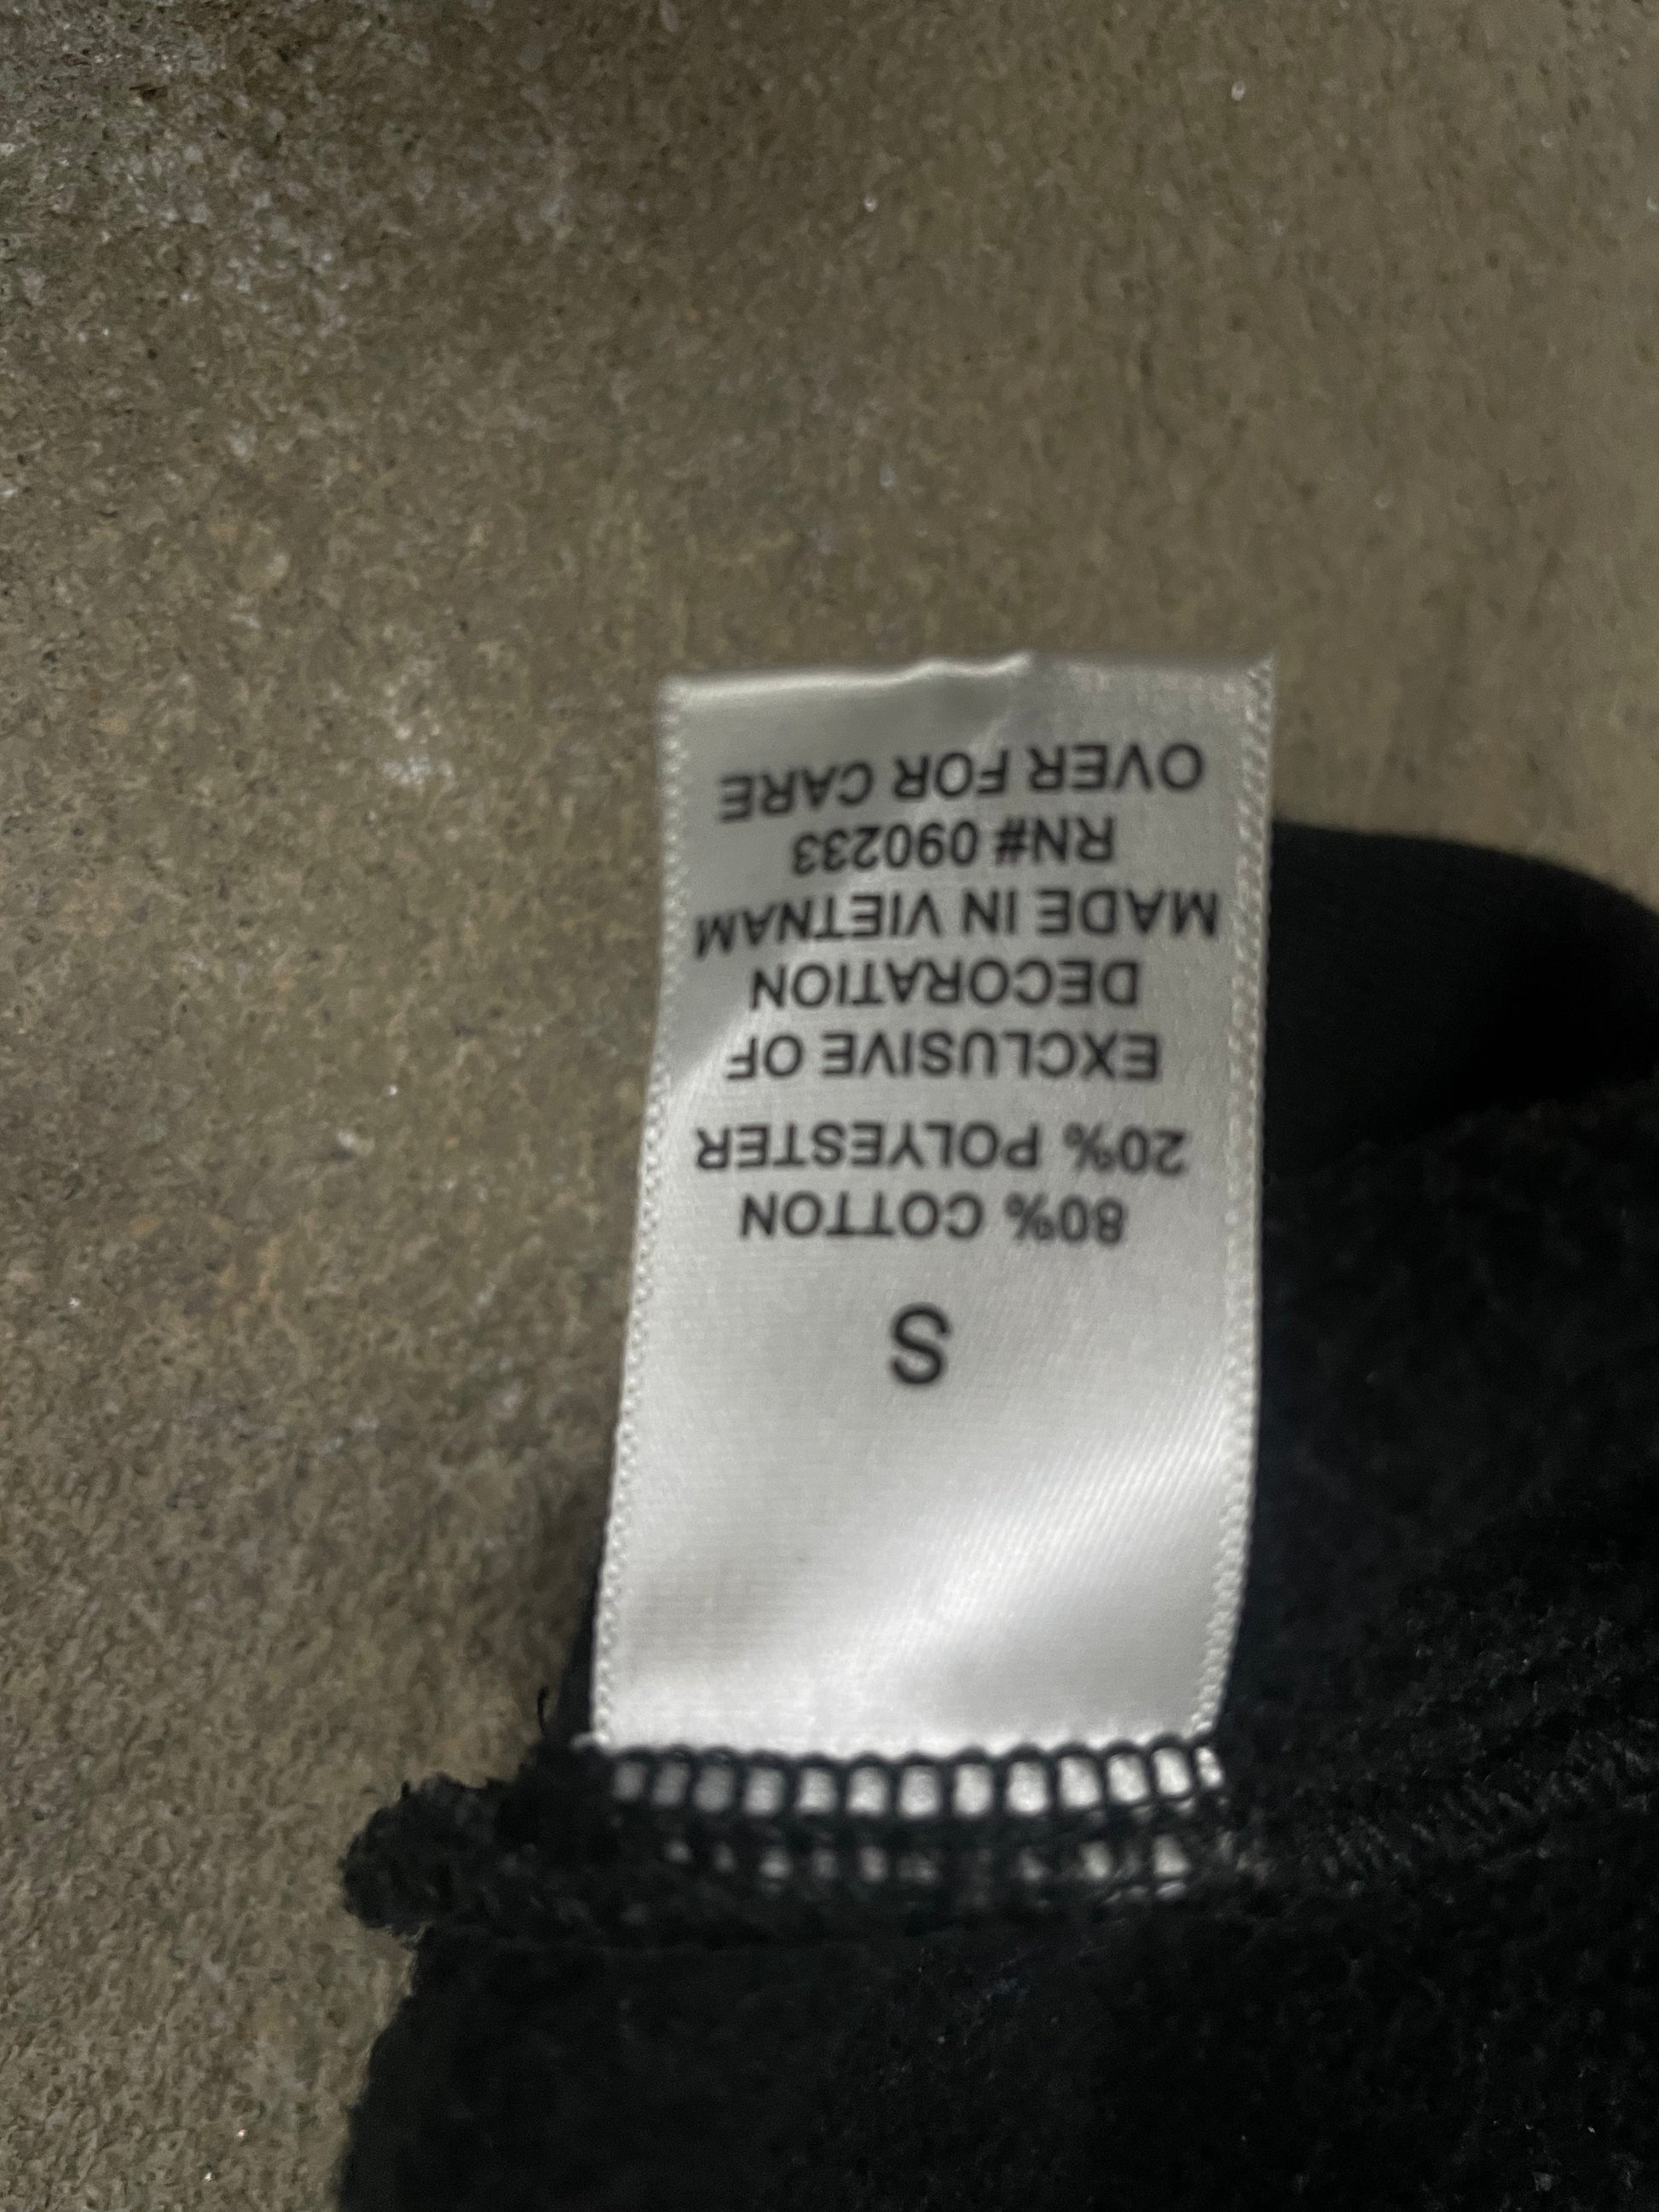 S
80% COTTON
20% POLYESTER
EXCLUSIVE OF
DECORATION
MADE IN VIETNAM
RN# 090233
OVER FOR CARE